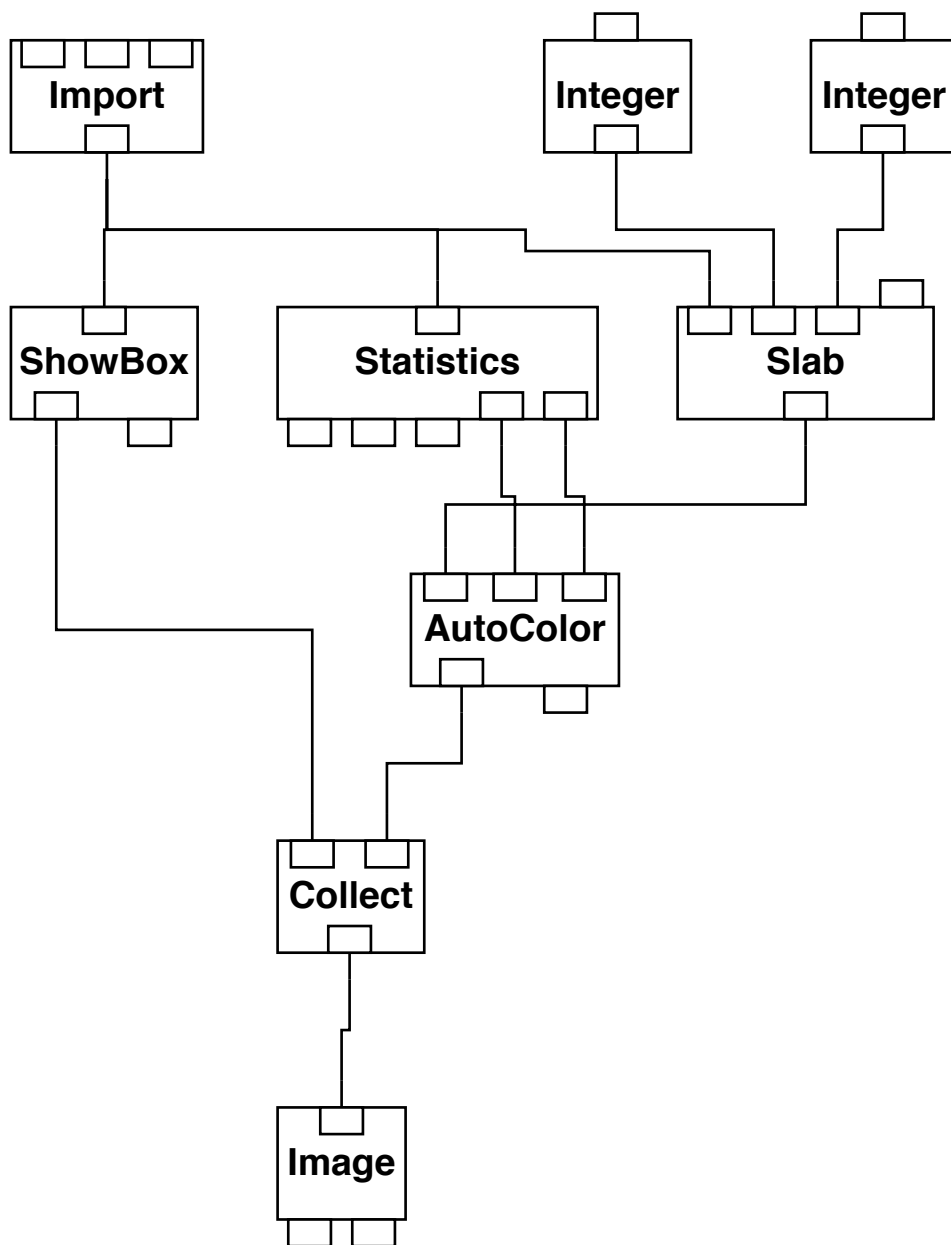 Import
Integer
Integer
ShowBox
Statistics
Slab
AutoColor
Collect
Image